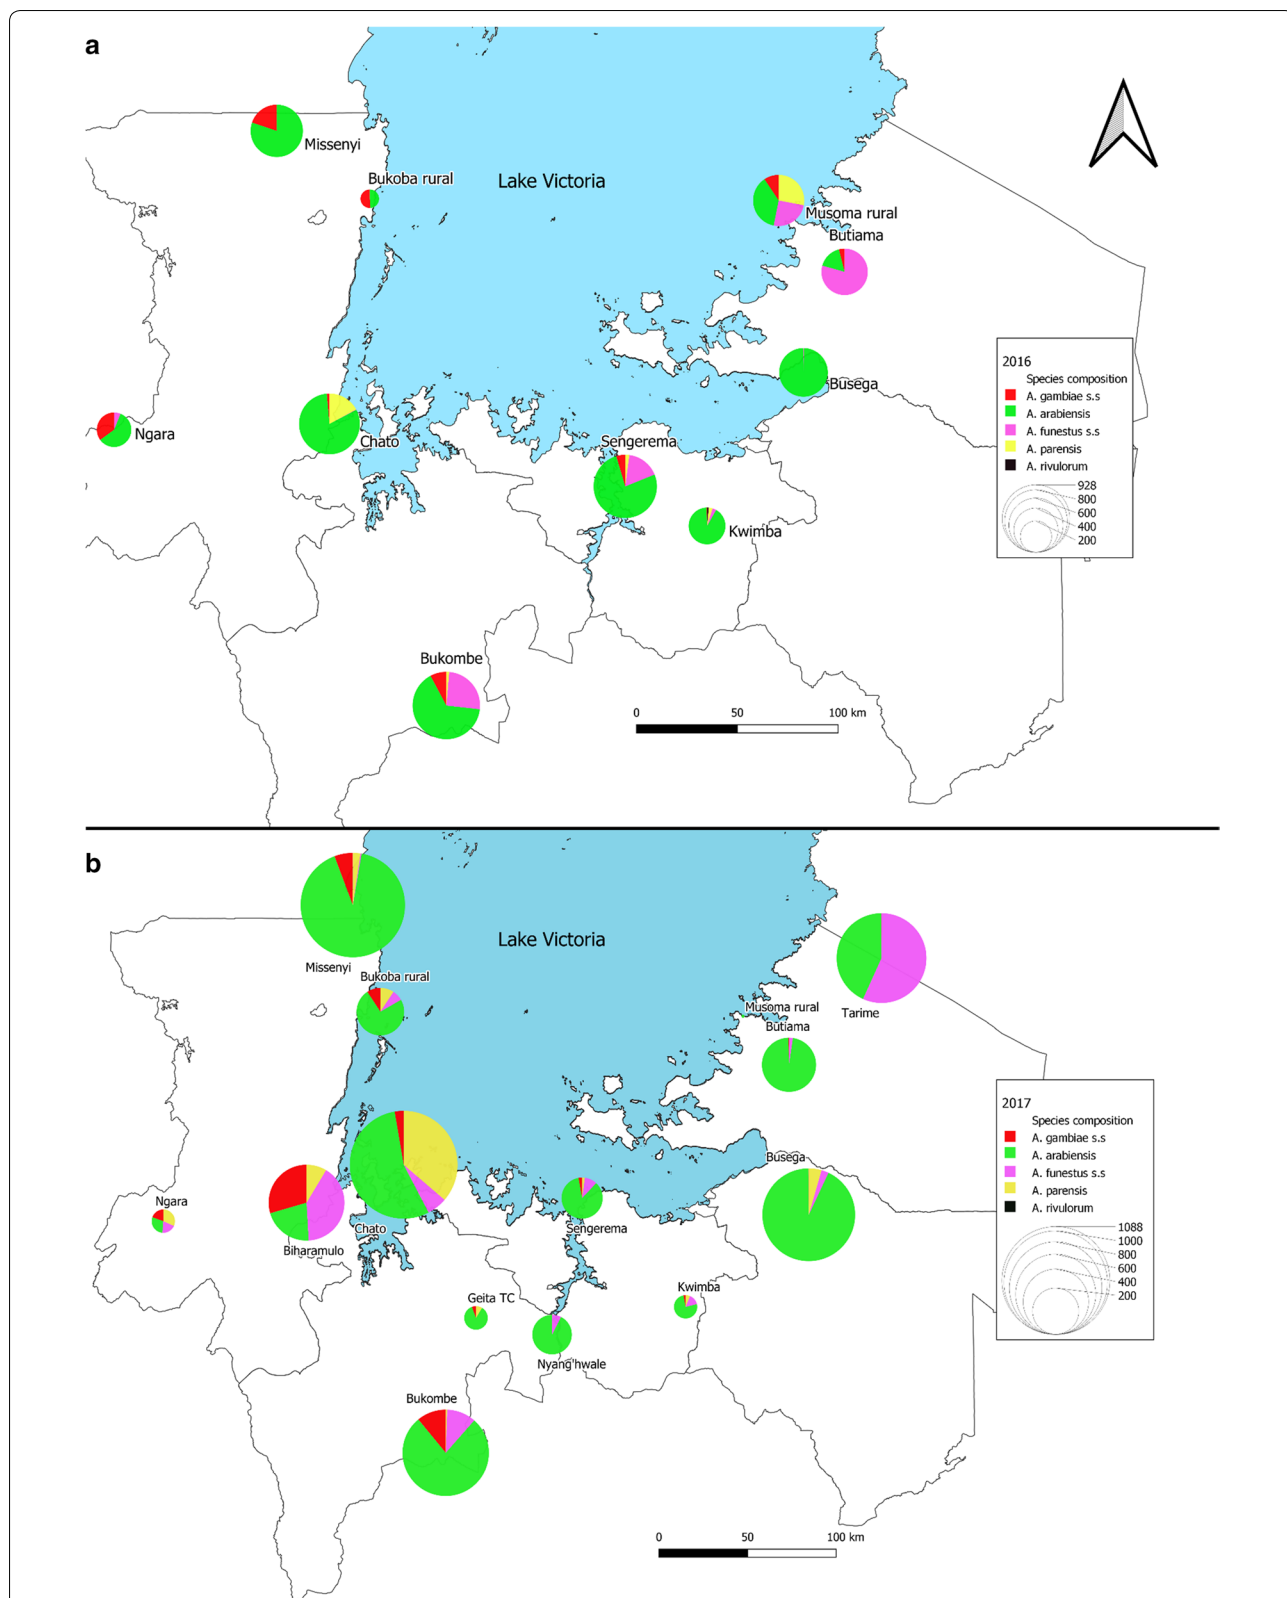 a
Missenyi
Bukoba rural
Lake Victoria
Musoma rural
Butiama
Busega
Ngara
Chato
Sengerema
Kwimba
Bukombe
2016
Species composition
A. gambiae s.s
A. arabiensis
A. funestus s.s
A. parensis
A. rivulorum
928
800
600
400
200
0 50 100 km
b
Lake Victoria
Missenyi
Bukoba rural
Musoma rural
Butiama
Tarime
Busega
Ngara
Biharamulo
Chato
Sengerema
Geita TC
Kwimba
Nyang'hwale
Bukombe
2017
Species composition
A. gambiae s.s
A. arabiensis
A. funestus s.s
A. parensis
A. rivulorum
1088
1000
800
600
400
200
0 50 100 km